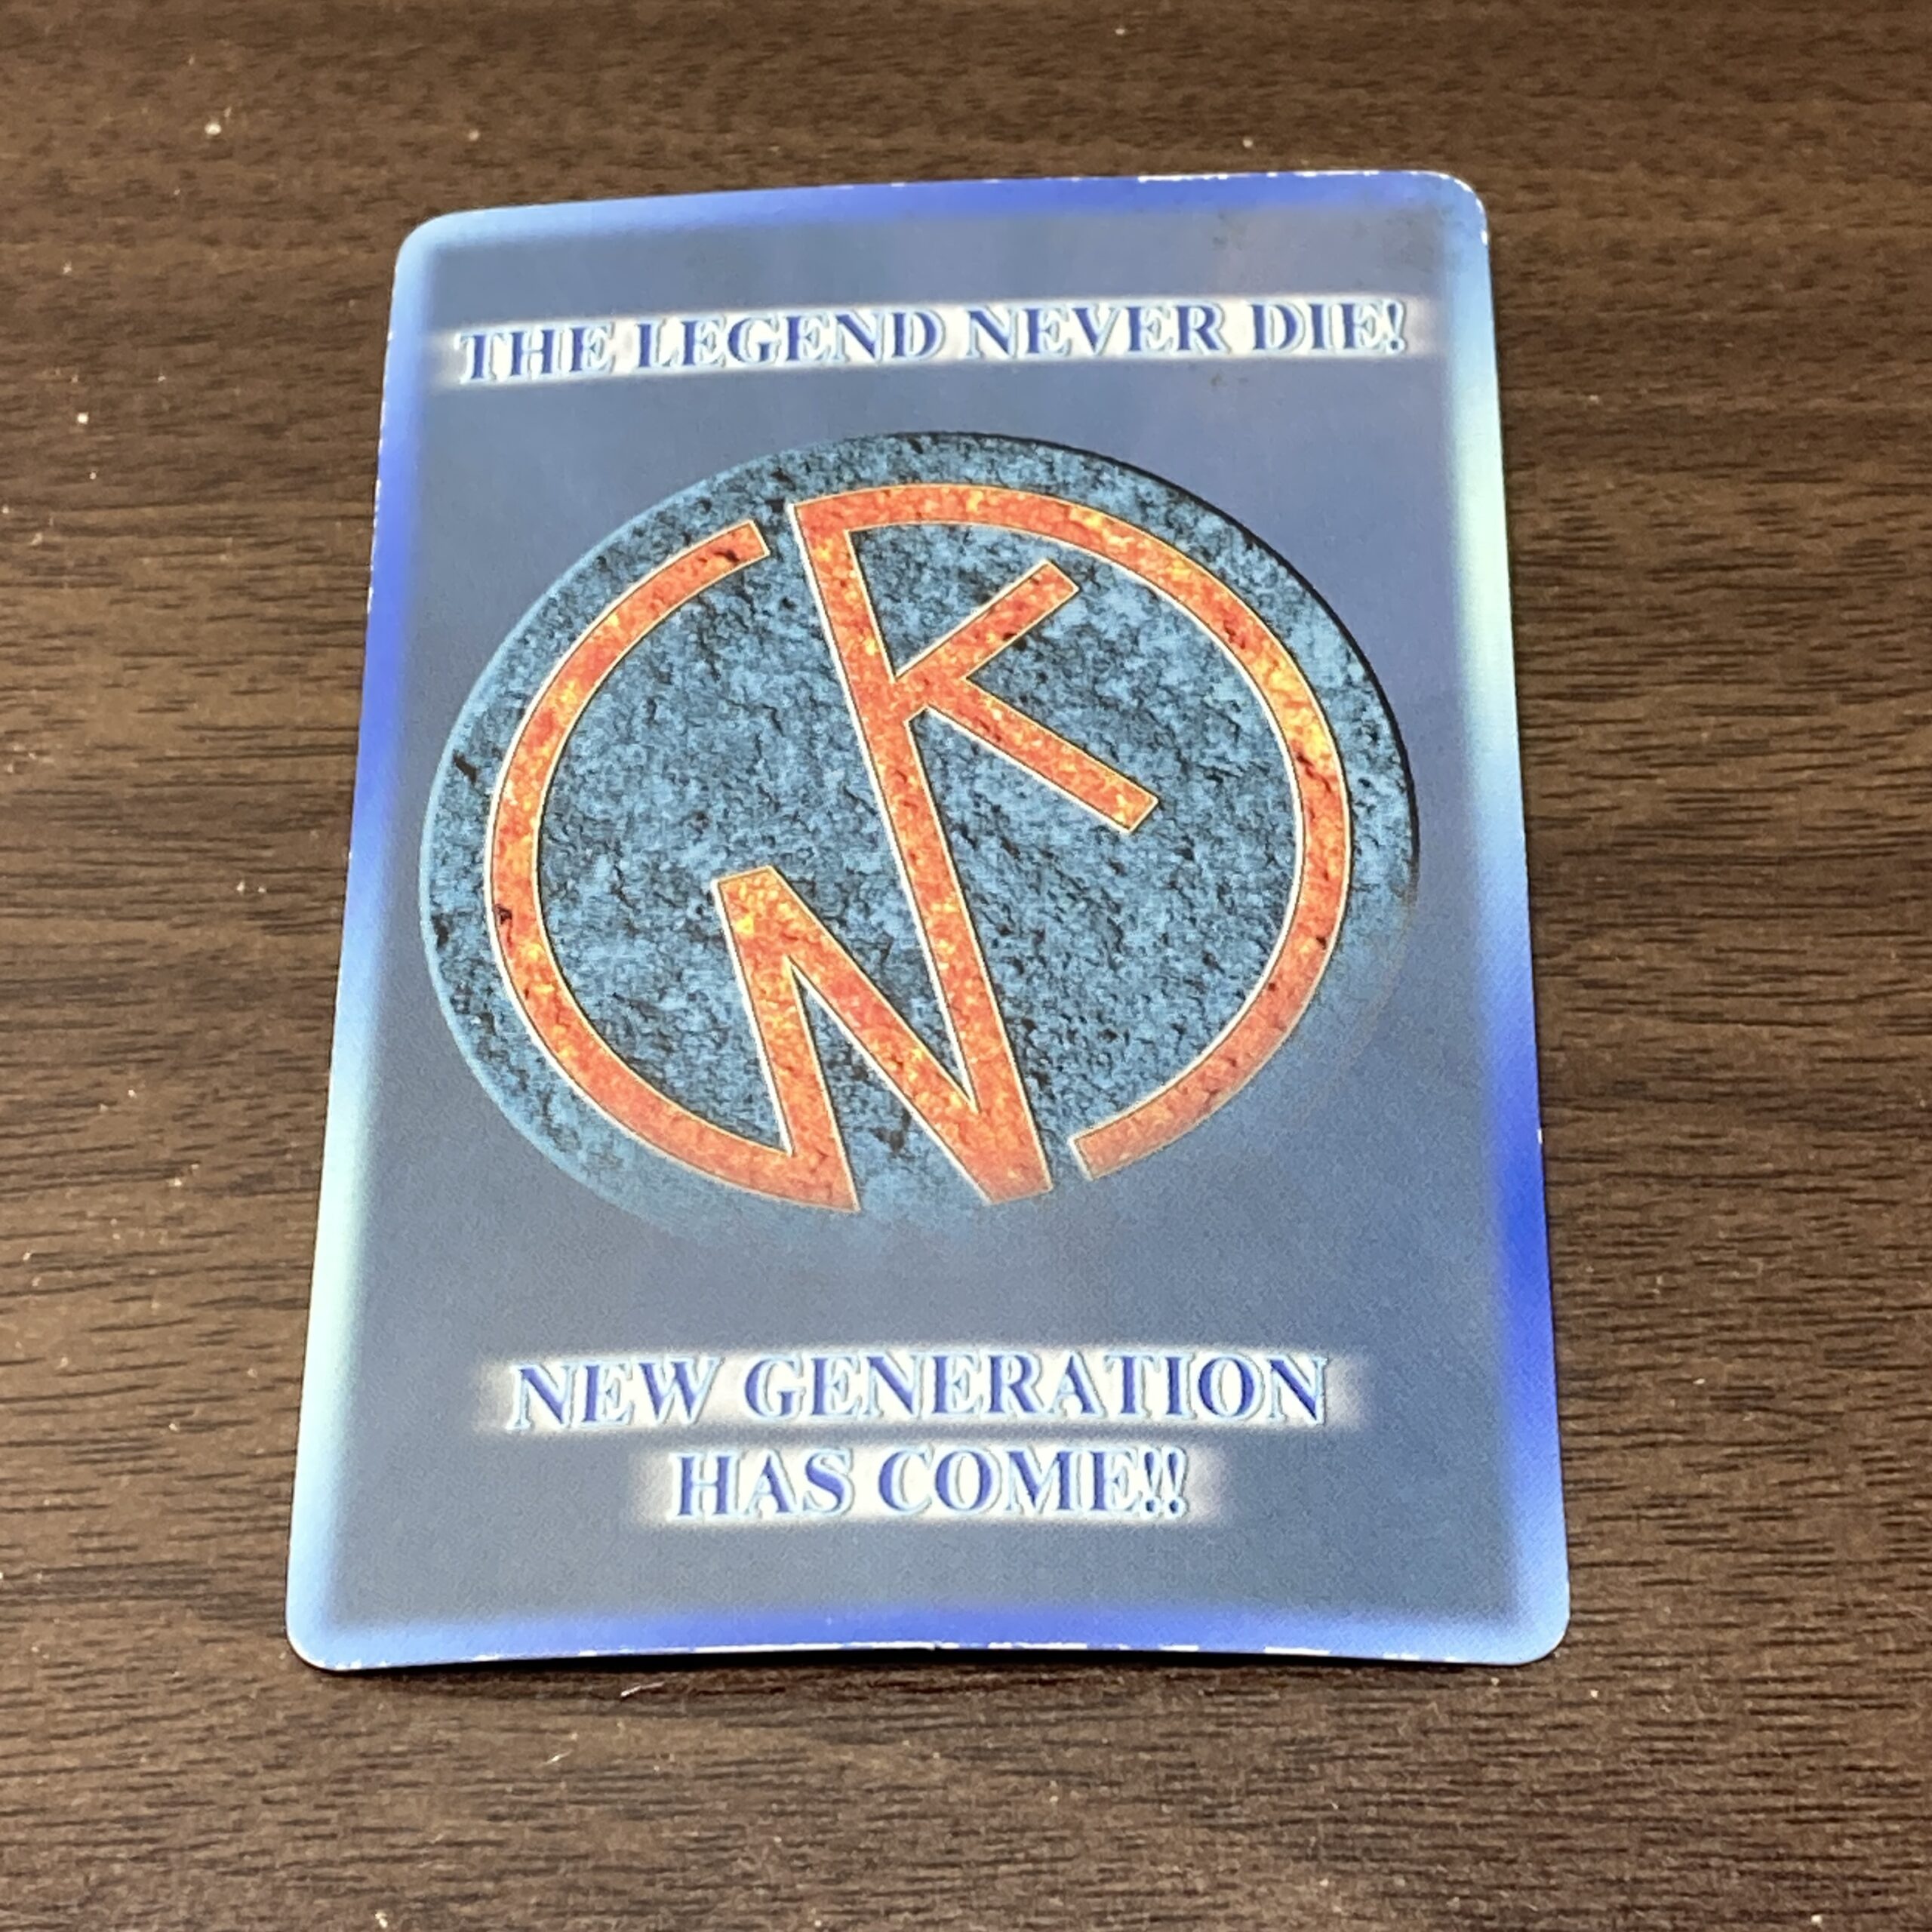 THE LEGEND NEVER DIE!
NEW GENERATION
HAS COME!!